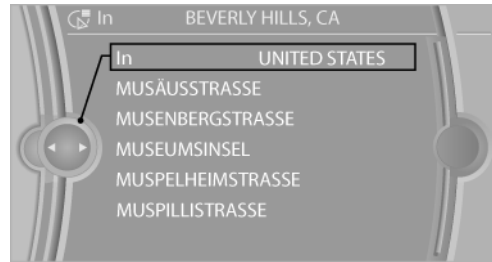 In BEVERLY HILLS, CA
In UNITED STATES
MUSÄUSSTRASSE
MUSENBERGSTRASSE
MUSEUMSINSEL
MUSPELHEIMSTRASSE
MUSPILLISTRASSE